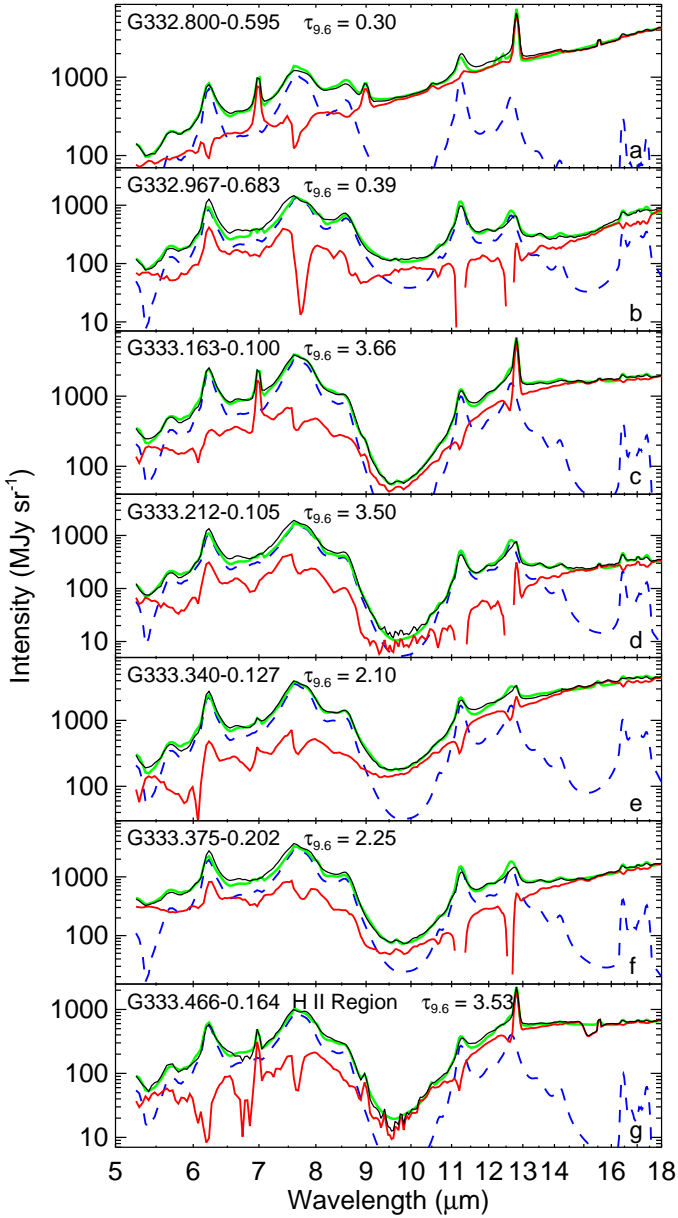 G332.800-0.595 τ9.6 = 0.30
1000
100
a
G332.967-0.683 τ9.6 = 0.39
1000
100
10
b
G333.163-0.100 τ9.6 = 3.66
1000
100
c
G333.212-0.105 τ9.6 = 3.50
1000
100
10
d
G333.340-0.127 τ9.6 = 2.10
1000
100
e
G333.375-0.202 τ9.6 = 2.25
1000
100
f
G333.466-0.164 H II Region τ9.6 = 3.53
1000
100
10
g
5 6 7 8 9 10 11 12 13 14 16 18
Wavelength (μm)
Intensity (MJy sr⁻¹)